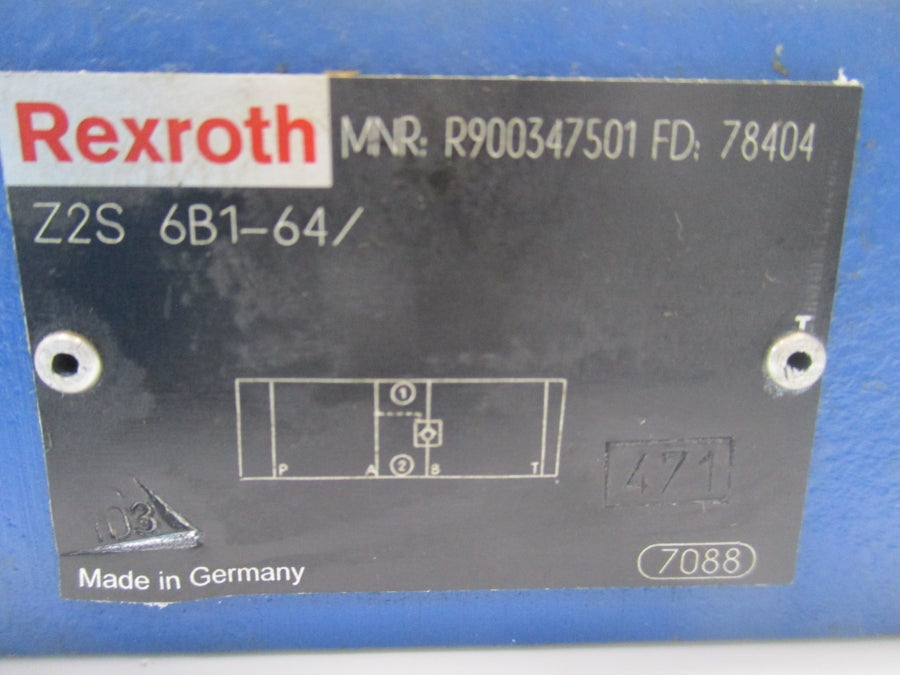 Rexroth MNR: R900347501 FD: 78404
Z2S 6B1-64/
T
1
P A 2 B T
471
103
7088
Made in Germany